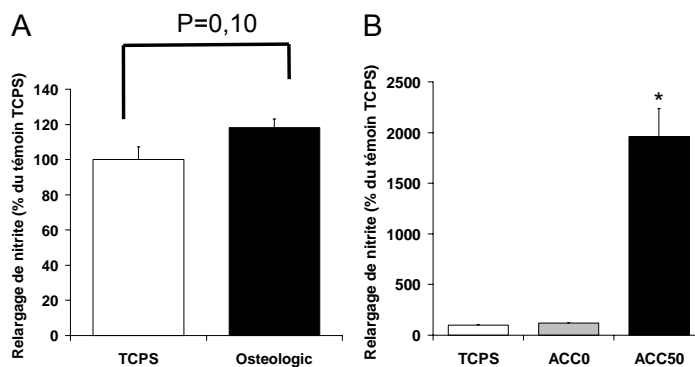 A
P=0,10
Relargage de nitrite (% du témoin TCPS)
140
120
100
80
60
40
20
0
TCPS Osteologic
B
Relargage de nitrite (% du témoin TCPS)
2500
2000
1500
1000
500
0
*
TCPS ACC0 ACC50